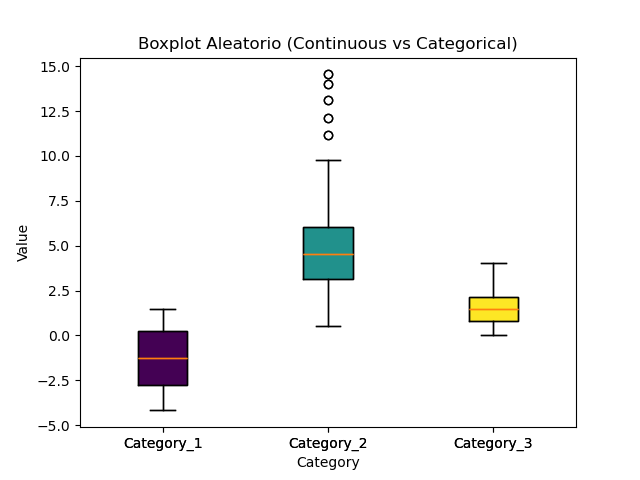 Boxplot Aleatorio (Continuous vs Categorical)
15.0
12.5
10.0
7.5
5.0
2.5
0.0
−2.5
−5.0
Value
Category_1 Category_2 Category_3
Category